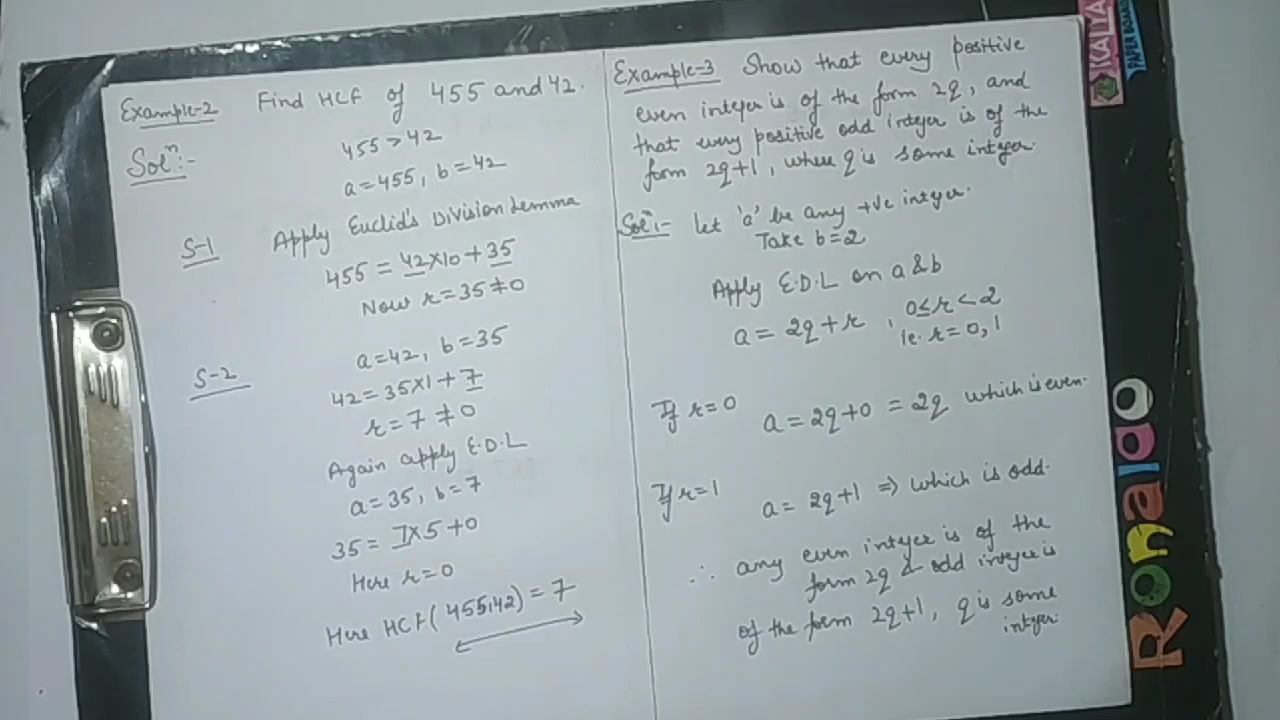 Example-2 Find HCF of 455 and 42.
Solⁿ:-
455 > 42
a = 455, b = 42
S-1 Apply Euclid's Division Lemma
455 = 42×10 + 35
Now r = 35 ≠ 0
S-2 a = 42, b = 35
42 = 35×1 + 7
r = 7 ≠ 0
Again apply E.D.L
a = 35, b = 7
35 = 7×5 + 0
Here r = 0
Here HCF(455,42) = 7
Example-3 Show that every positive
even integer is of the form 2q, and
that every positive odd integer is of the
form 2q+1, where q is some integer.
Solⁿ:- let 'a' be any +ve integer.
Take b = 2
Apply E.D.L on a & b
a = 2q + r, 0 ≤ r < 2
ie. r = 0, 1
If r = 0 a = 2q + 0 = 2q which is even.
If r = 1 a = 2q + 1 ⇒ which is odd.
∴ any even integer is of the
form 2q & odd integer is
of the form 2q+1, q is some
integer.
KALYA
PAPER
Ronaloo